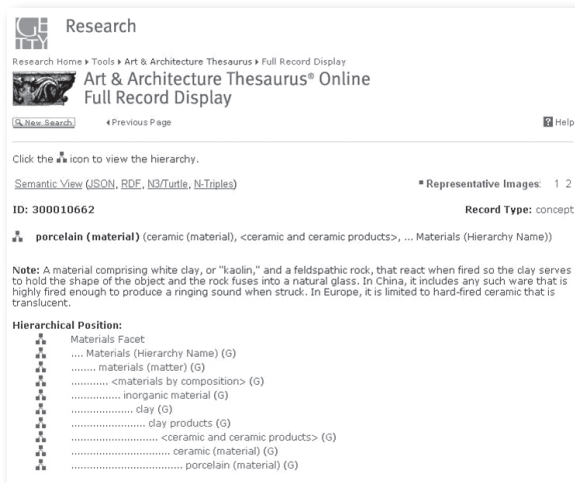 Getty
Research
Research Home ▸ Tools ▸ Art & Architecture Thesaurus ▸ Full Record Display
Art & Architecture Thesaurus® Online
Full Record Display
New Search ◂ Previous Page ? Help
Click the icon to view the hierarchy.
Semantic View (JSON, RDF, N3/Turtle, N-Triples) ▪ Representative Images: 1 2
ID: 300010662 Record Type: concept
porcelain (material) (ceramic (material), <ceramic and ceramic products>, ... Materials (Hierarchy Name))
Note: A material comprising white clay, or "kaolin," and a feldspathic rock, that react when fired so the clay serves
to hold the shape of the object and the rock fuses into a natural glass. In China, it includes any such ware that is
highly fired enough to produce a ringing sound when struck. In Europe, it is limited to hard-fired ceramic that is
translucent.
Hierarchical Position:
Materials Facet
.... Materials (Hierarchy Name) (G)
........ materials (matter) (G)
............ <materials by composition> (G)
................ inorganic material (G)
.................... clay (G)
........................ clay products (G)
............................ <ceramic and ceramic products> (G)
................................ ceramic (material) (G)
.................................... porcelain (material) (G)